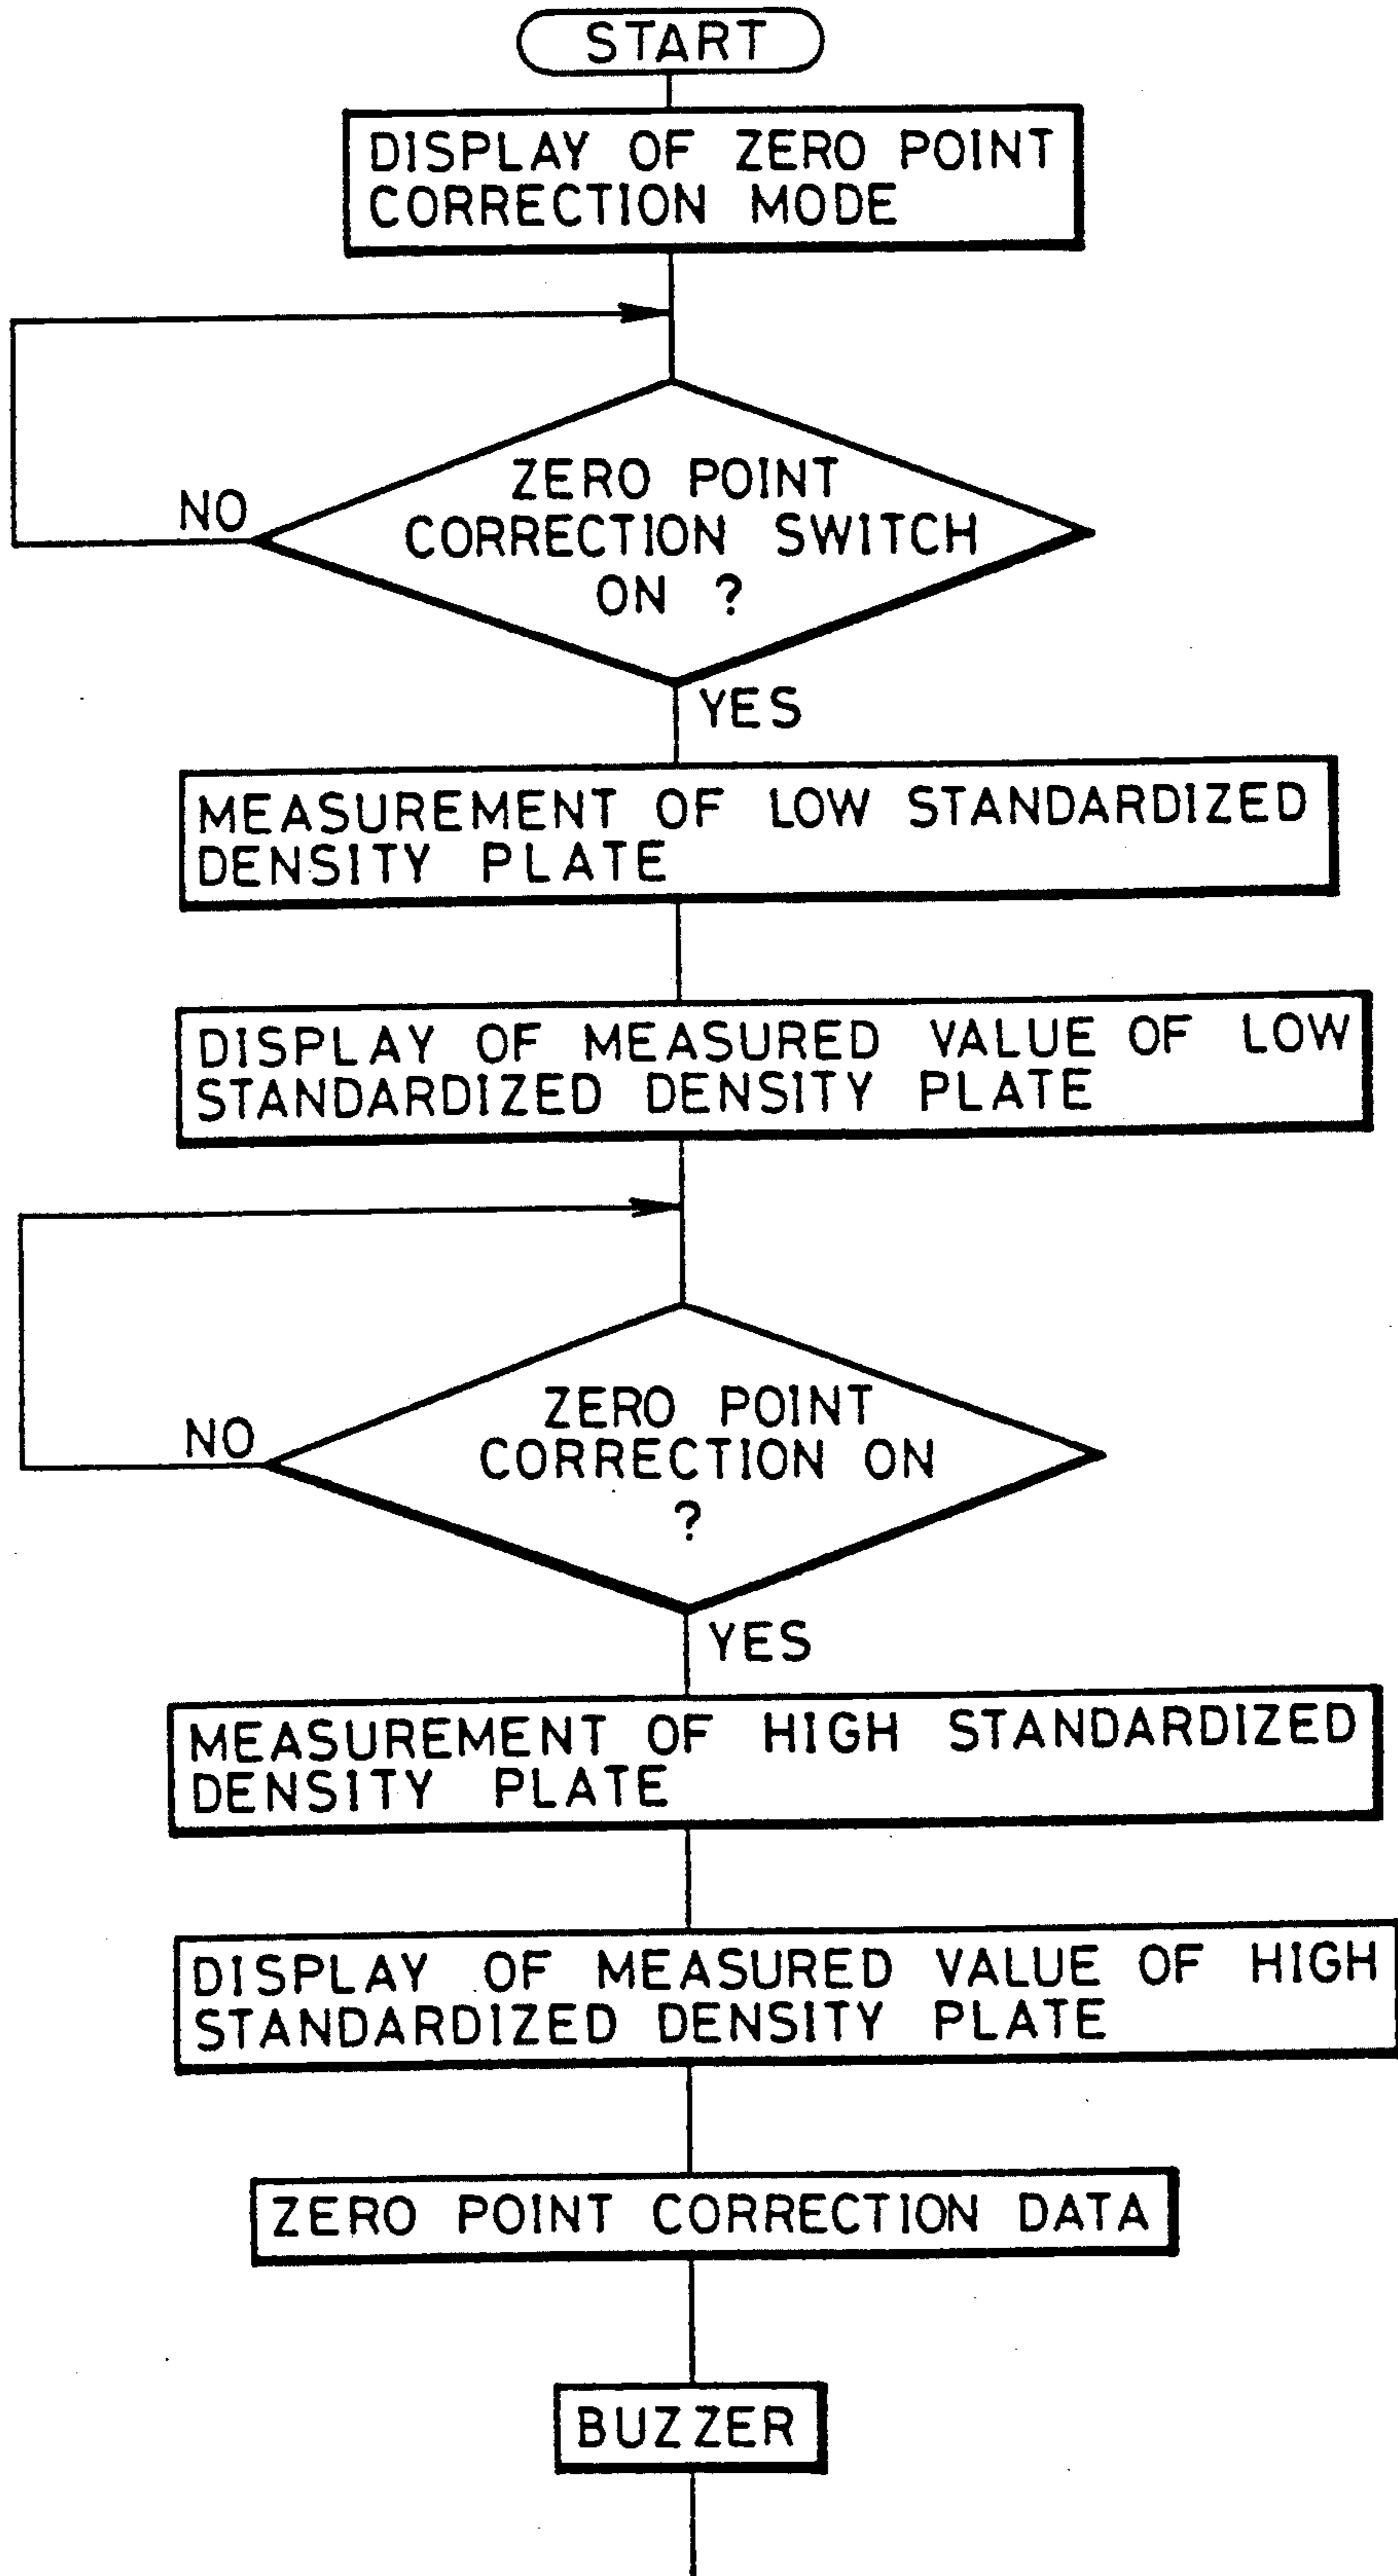 START
DISPLAY OF ZERO POINT
CORRECTION MODE
ZERO POINT
CORRECTION SWITCH
ON ?
NO
YES
MEASUREMENT OF LOW STANDARDIZED
DENSITY PLATE
DISPLAY OF MEASURED VALUE OF LOW
STANDARDIZED DENSITY PLATE
ZERO POINT
CORRECTION ON
?
NO
YES
MEASUREMENT OF HIGH STANDARDIZED
DENSITY PLATE
DISPLAY OF MEASURED VALUE OF HIGH
STANDARDIZED DENSITY PLATE
ZERO POINT CORRECTION DATA
BUZZER